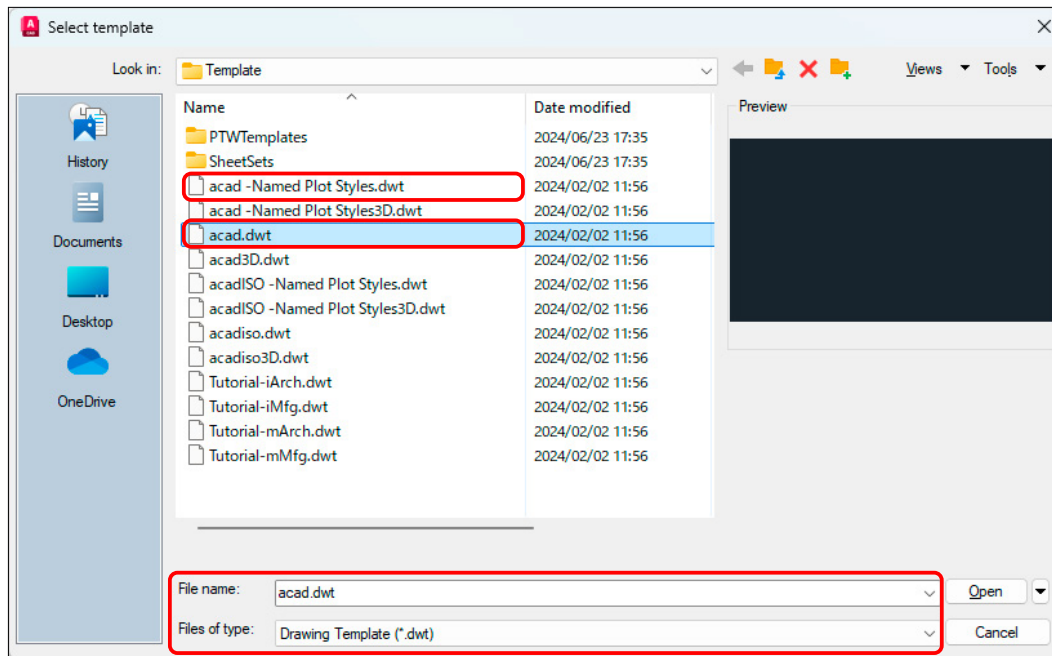 Select template
Look in: Template Views Tools
Name Date modified Preview
PTWTemplates 2024/06/23 17:35
SheetSets 2024/06/23 17:35
acad -Named Plot Styles.dwt 2024/02/02 11:56
acad -Named Plot Styles3D.dwt 2024/02/02 11:56
acad.dwt 2024/02/02 11:56
acad3D.dwt 2024/02/02 11:56
acadISO -Named Plot Styles.dwt 2024/02/02 11:56
acadISO -Named Plot Styles3D.dwt 2024/02/02 11:56
acadiso.dwt 2024/02/02 11:56
acadiso3D.dwt 2024/02/02 11:56
Tutorial-iArch.dwt 2024/02/02 11:56
Tutorial-iMfg.dwt 2024/02/02 11:56
Tutorial-mArch.dwt 2024/02/02 11:56
Tutorial-mMfg.dwt 2024/02/02 11:56
History
Documents
Desktop
OneDrive
File name: acad.dwt Open
Files of type: Drawing Template (*.dwt) Cancel